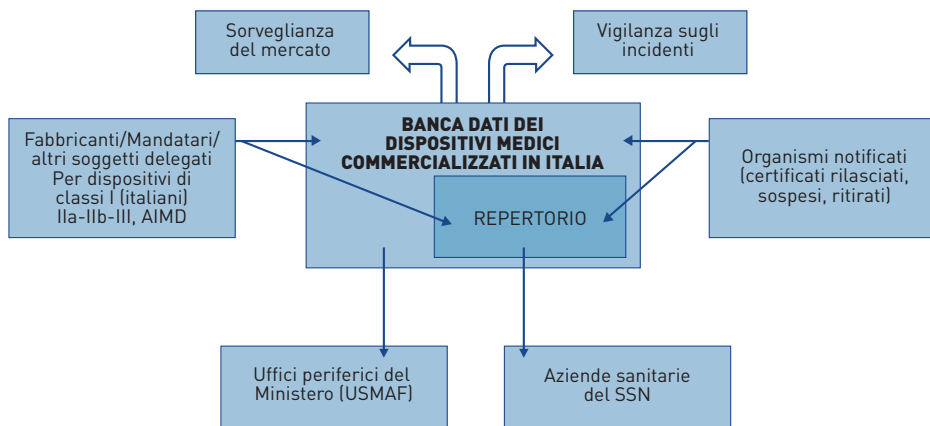 Sorveglianza
del mercato
Vigilanza sugli
incidenti
BANCA DATI DEI
DISPOSITIVI MEDICI
COMMERCIALIZZATI IN ITALIA
Fabbricanti/Mandatari/
altri soggetti delegati
Per dispositivi di
classi I (italiani)
IIa-IIb-III, AIMD
REPERTORIO
Organismi notificati
(certificati rilasciati,
sospesi, ritirati)
Uffici periferici del
Ministero (USMAF)
Aziende sanitarie
del SSN